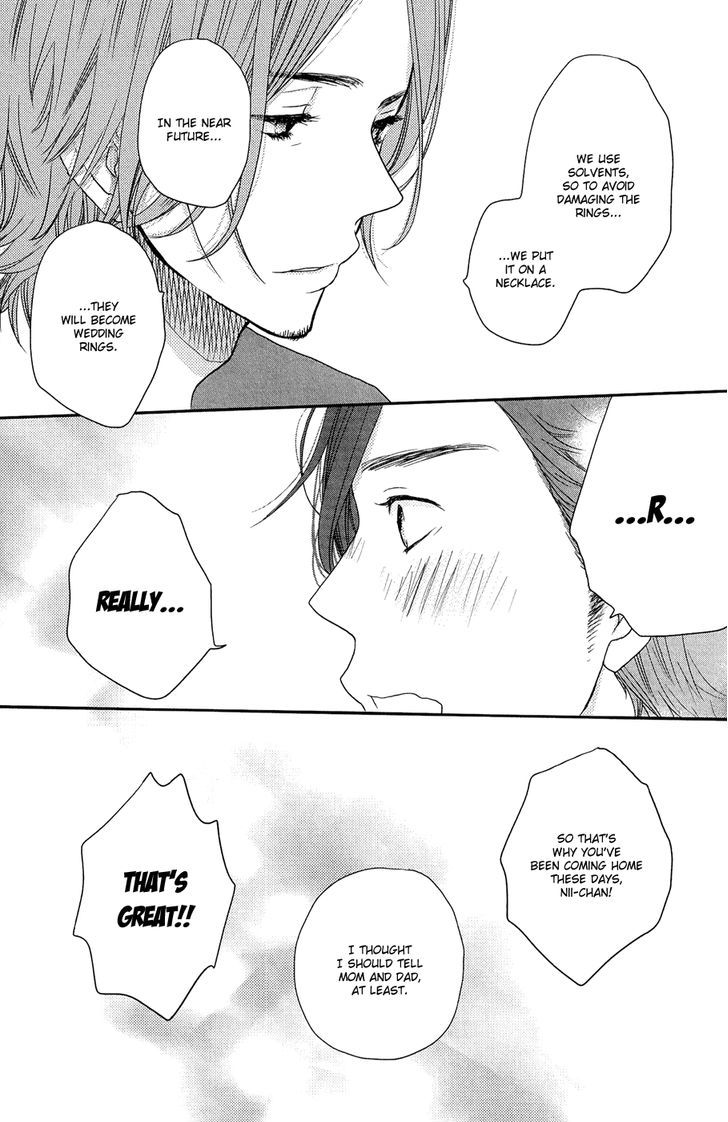 WE USE
SOLVENTS,
SO TO AVOID
DAMAGING THE
RINGS...
...WE PUT
IT ON A
NECKLACE.
IN THE NEAR
FUTURE...
...THEY
WILL BECOME
WEDDING
RINGS.
...R...
REALLY...
SO THAT'S
WHY YOU'VE
BEEN COMING HOME
THESE DAYS,
NII-CHAN!
I THOUGHT
I SHOULD TELL
MOM AND DAD,
AT LEAST.
THAT'S
GREAT!!